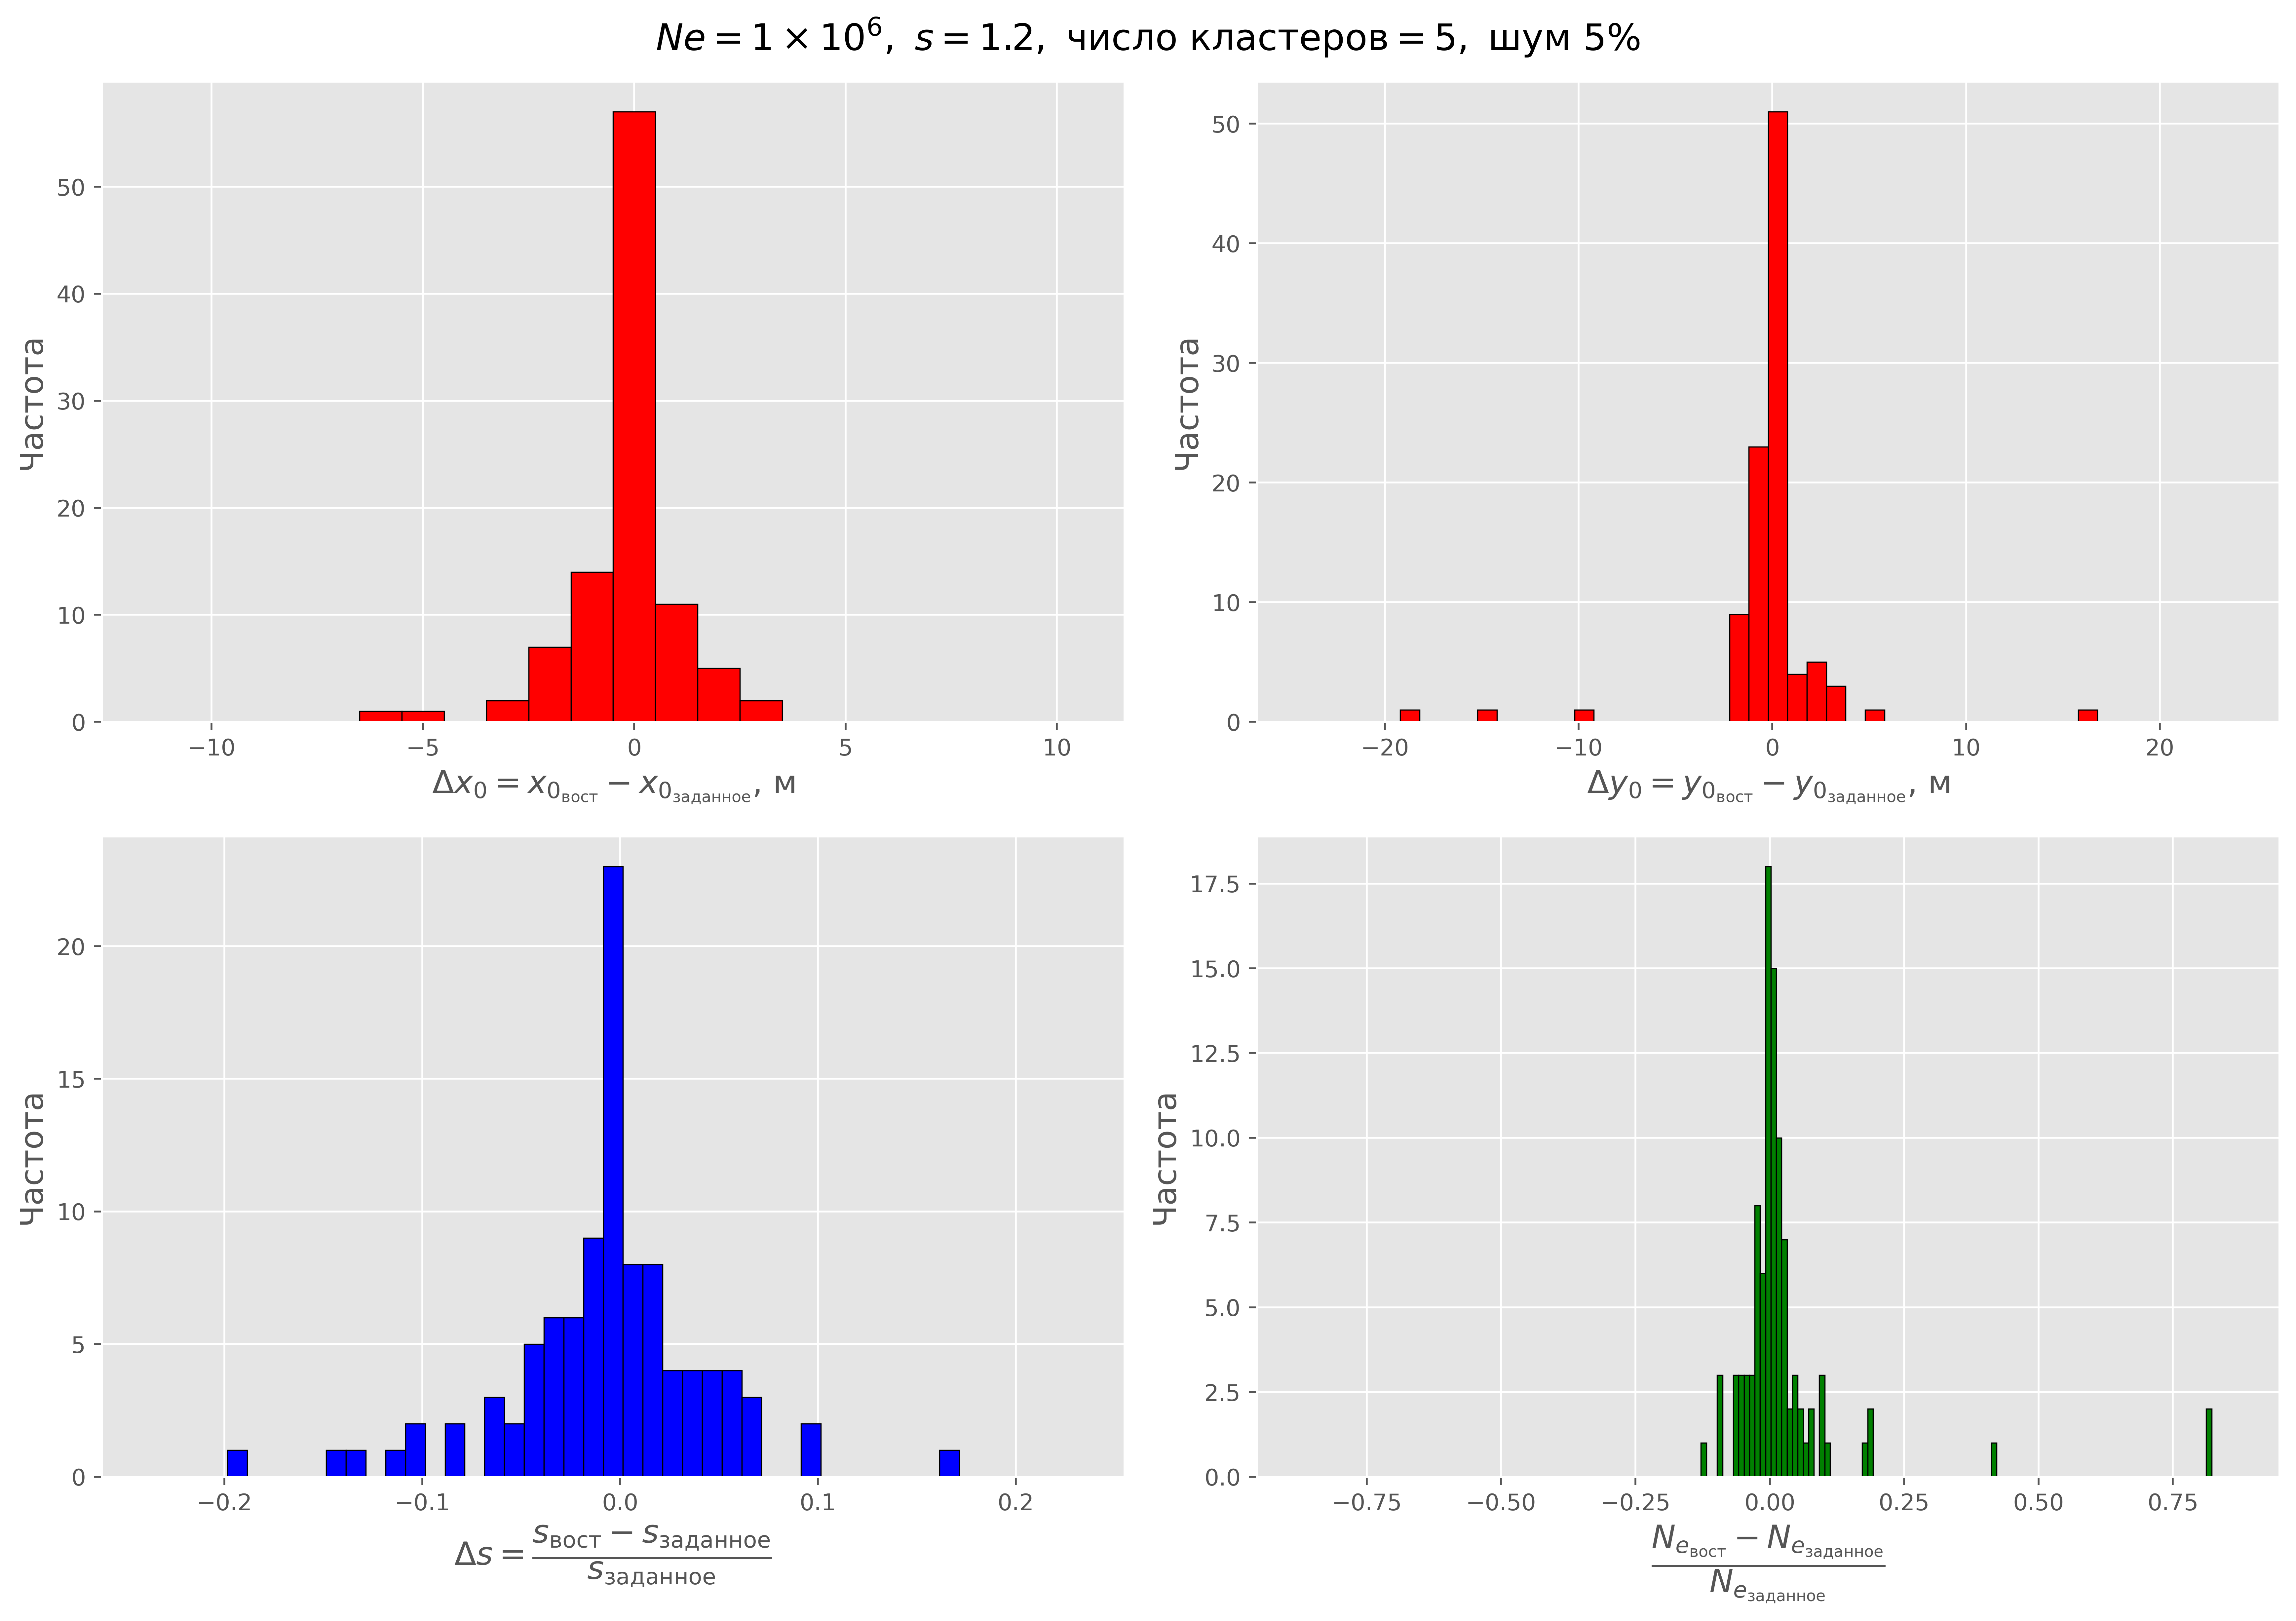 Ne = 1 × 10⁶, s = 1.2, число кластеров = 5, шум 5%
Частота
50
40
30
20
10
0
−10 −5 0 5 10
Δx₀ = x₀вост − x₀заданное, м
Частота
50
40
30
20
10
0
−20 −10 0 10 20
Δy₀ = y₀вост − y₀заданное, м
Частота
20
15
10
5
0
−0.2 −0.1 0.0 0.1 0.2
sвост − sзаданное
Δs =
sзаданное
Частота
17.5
15.0
12.5
10.0
7.5
5.0
2.5
0.0
−0.75 −0.50 −0.25 0.00 0.25 0.50 0.75
Neвост − Neзаданное
Neзаданное